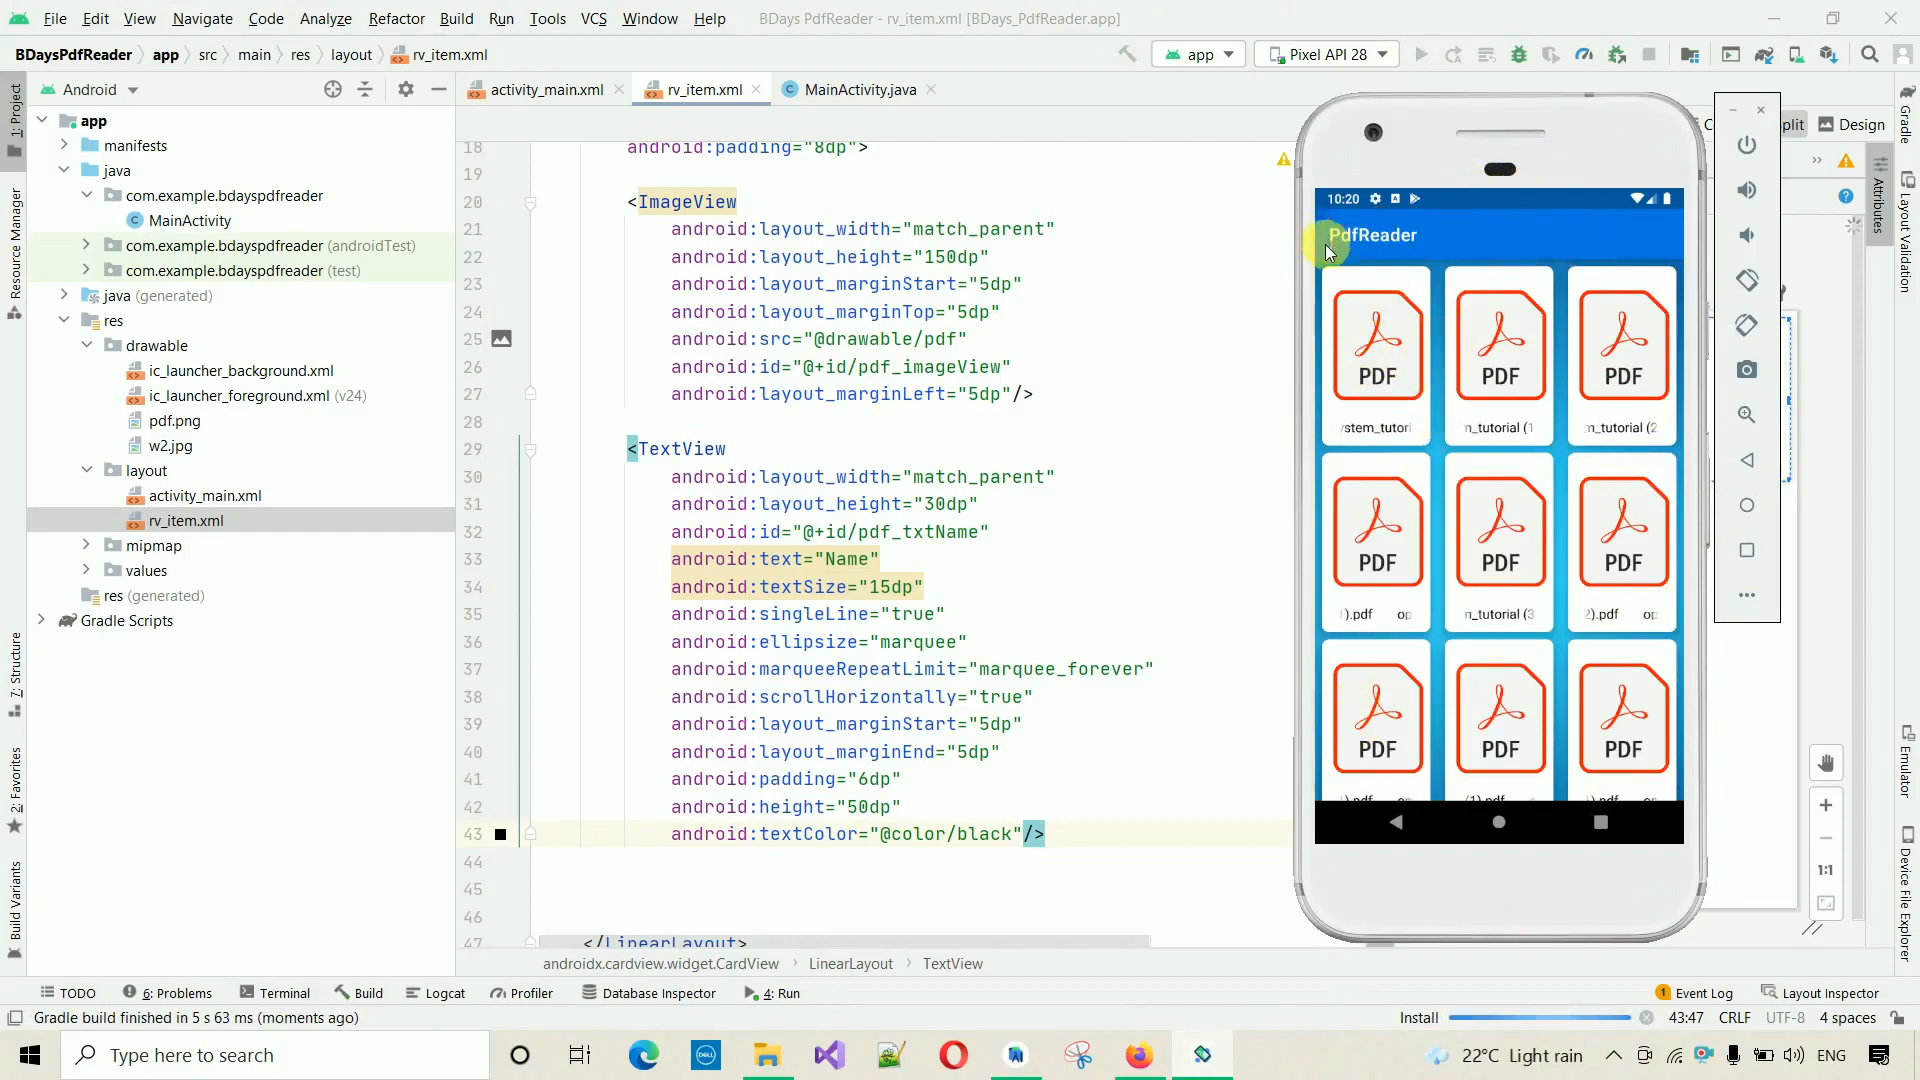 File Edit View Navigate Code Analyze Refactor Build Run Tools VCS Window Help BDays PdfReader - rv_item.xml [BDays_PdfReader.app]
BDaysPdfReader app src main res layout rv_item.xml app Pixel API 28
Android
activity_main.xml rv_item.xml MainActivity.java
1: Project
Resource Manager
7: Structure
2: Favorites
Build Variants
app
manifests
java
com.example.bdayspdfreader
MainActivity
com.example.bdayspdfreader (androidTest)
com.example.bdayspdfreader (test)
java (generated)
res
drawable
ic_launcher_background.xml
ic_launcher_foreground.xml (v24)
pdf.png
w2.jpg
layout
activity_main.xml
rv_item.xml
mipmap
values
res (generated)
Gradle Scripts
18 android:padding="8dp">
19
20 <ImageView
21 android:layout_width="match_parent"
22 android:layout_height="150dp"
23 android:layout_marginStart="5dp"
24 android:layout_marginTop="5dp"
25 android:src="@drawable/pdf"
26 android:id="@+id/pdf_imageView"
27 android:layout_marginLeft="5dp"/>
28
29 <TextView
30 android:layout_width="match_parent"
31 android:layout_height="30dp"
32 android:id="@+id/pdf_txtName"
33 android:text="Name"
34 android:textSize="15dp"
35 android:singleLine="true"
36 android:ellipsize="marquee"
37 android:marqueeRepeatLimit="marquee_forever"
38 android:scrollHorizontally="true"
39 android:layout_marginStart="5dp"
40 android:layout_marginEnd="5dp"
41 android:padding="6dp"
42 android:height="50dp"
43 android:textColor="@color/black"/>
44
45
46
47 </LinearLayout>
androidx.cardview.widget.CardView LinearLayout TextView
plit Design
10:20
PdfReader
PDF PDF PDF
ystem_tutori n_tutorial (1 m_tutorial (2
PDF PDF PDF
1).pdf op n_tutorial (3 2).pdf op
PDF PDF PDF
1:1
Attributes
Gradle
Layout Validation
Emulator
Device File Explorer
TODO 6: Problems Terminal Build Logcat Profiler Database Inspector 4: Run 1 Event Log Layout Inspector
Gradle build finished in 5 s 63 ms (moments ago) Install 43:47 CRLF UTF-8 4 spaces
Type here to search DELL 22°C Light rain ENG